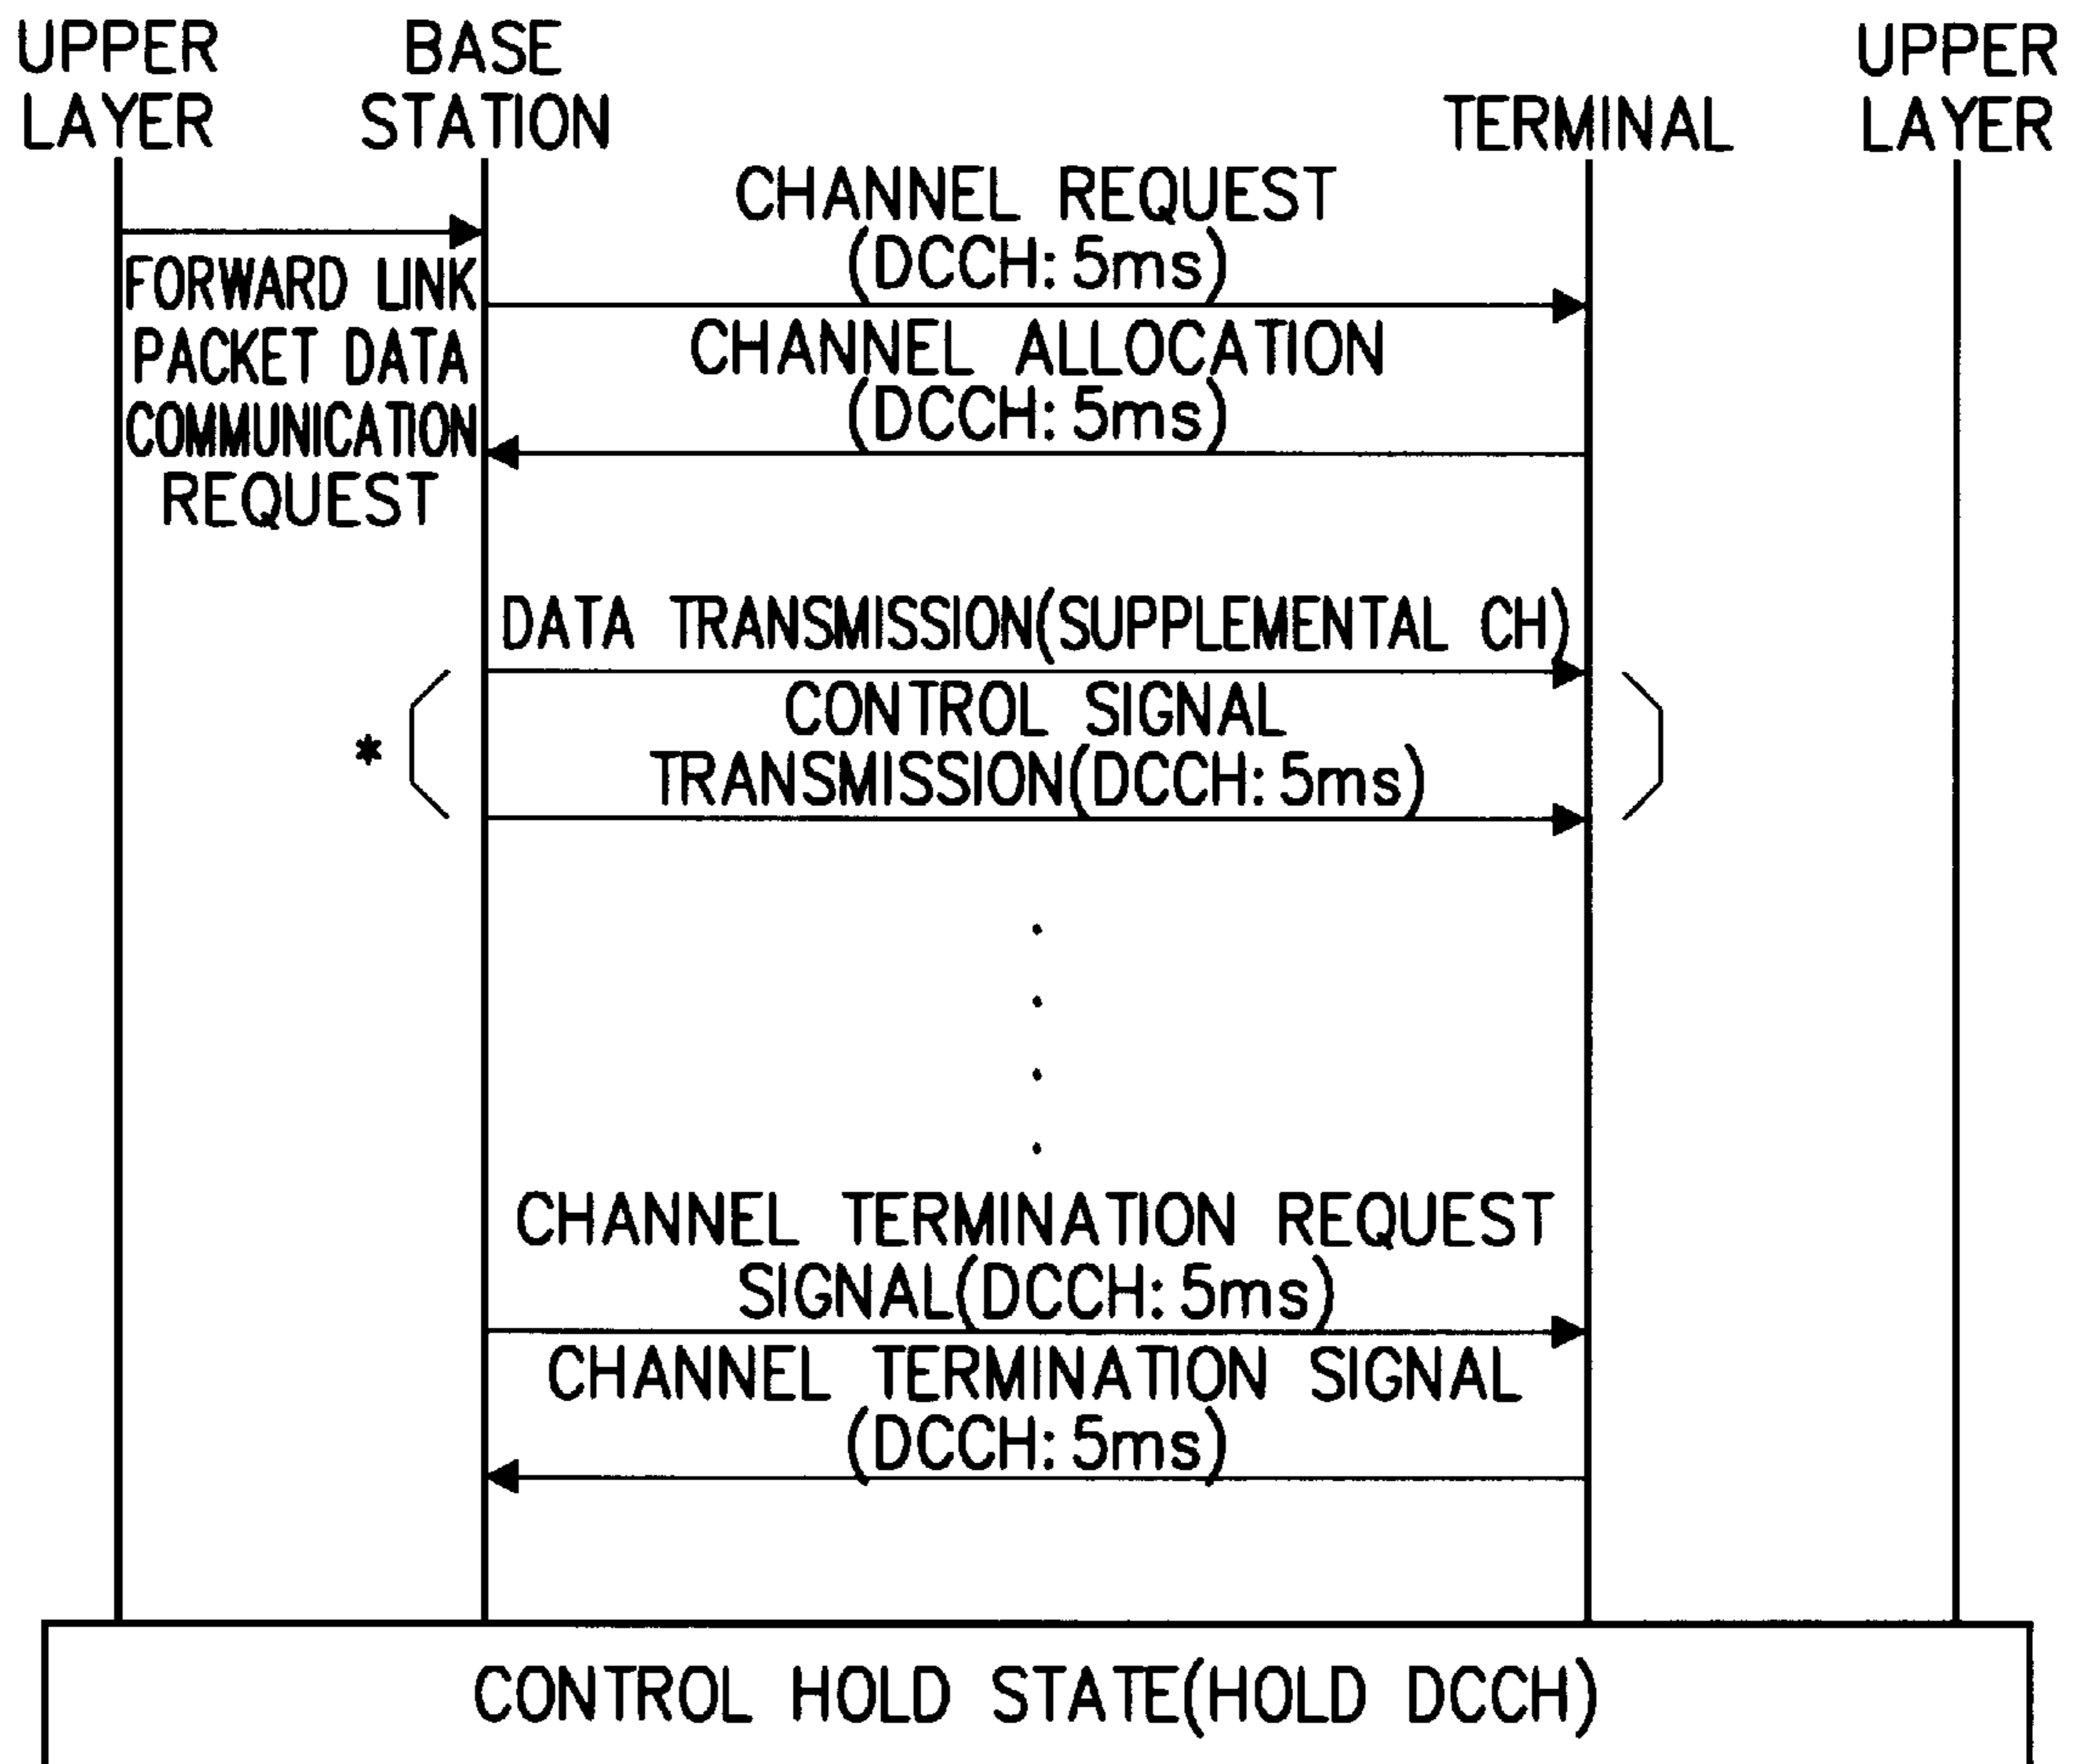 UPPER
LAYER
BASE
STATION
TERMINAL
UPPER
LAYER
FORWARD LINK
PACKET DATA
COMMUNICATION
REQUEST
CHANNEL REQUEST
(DCCH: 5ms)
CHANNEL ALLOCATION
(DCCH: 5ms)
DATA TRANSMISSION(SUPPLEMENTAL CH)
*
CONTROL SIGNAL
TRANSMISSION(DCCH: 5ms)
CHANNEL TERMINATION REQUEST
SIGNAL(DCCH: 5ms)
CHANNEL TERMINATION SIGNAL
(DCCH: 5ms)
CONTROL HOLD STATE(HOLD DCCH)